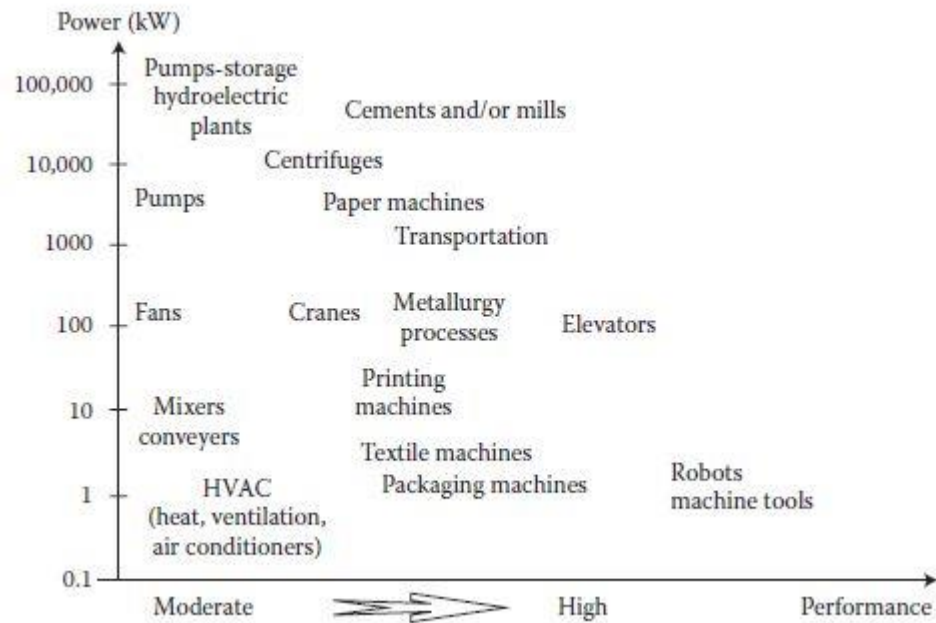 Power (kW)
100,000
10,000
1000
100
10
1
0.1
Pumps-storage
hydroelectric
plants
Cements and/or mills
Centrifuges
Pumps
Paper machines
Transportation
Fans
Cranes
Metallurgy
processes
Elevators
Printing
machines
Mixers
conveyers
Textile machines
Packaging machines
Robots
machine tools
HVAC
(heat, ventilation,
air conditioners)
Moderate
High
Performance